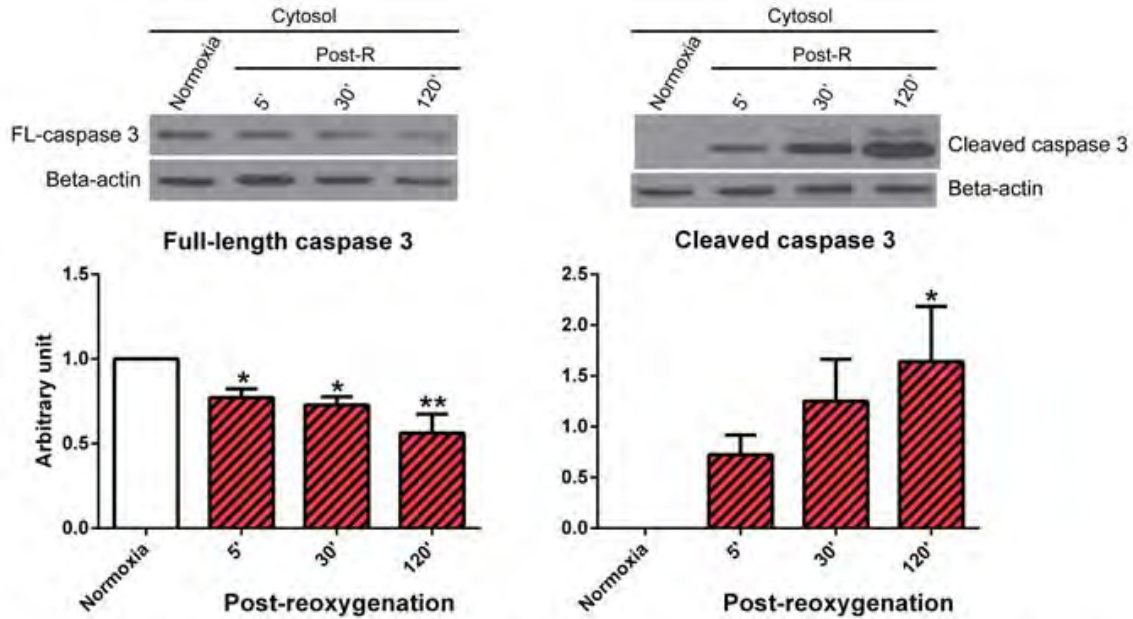 Cytosol
Post-R
Normoxia 5' 30' 120'
FL-caspase 3
Beta-actin
Full-length caspase 3
Arbitrary unit
1.5
1.0
0.5
0.0
* * **
Normoxia 5' 30' 120'
Post-reoxygenation
Cytosol
Post-R
Normoxia 5' 30' 120'
Cleaved caspase 3
Beta-actin
Cleaved caspase 3
2.5
2.0
1.5
1.0
0.5
0.0
*
Normoxia 5' 30' 120'
Post-reoxygenation